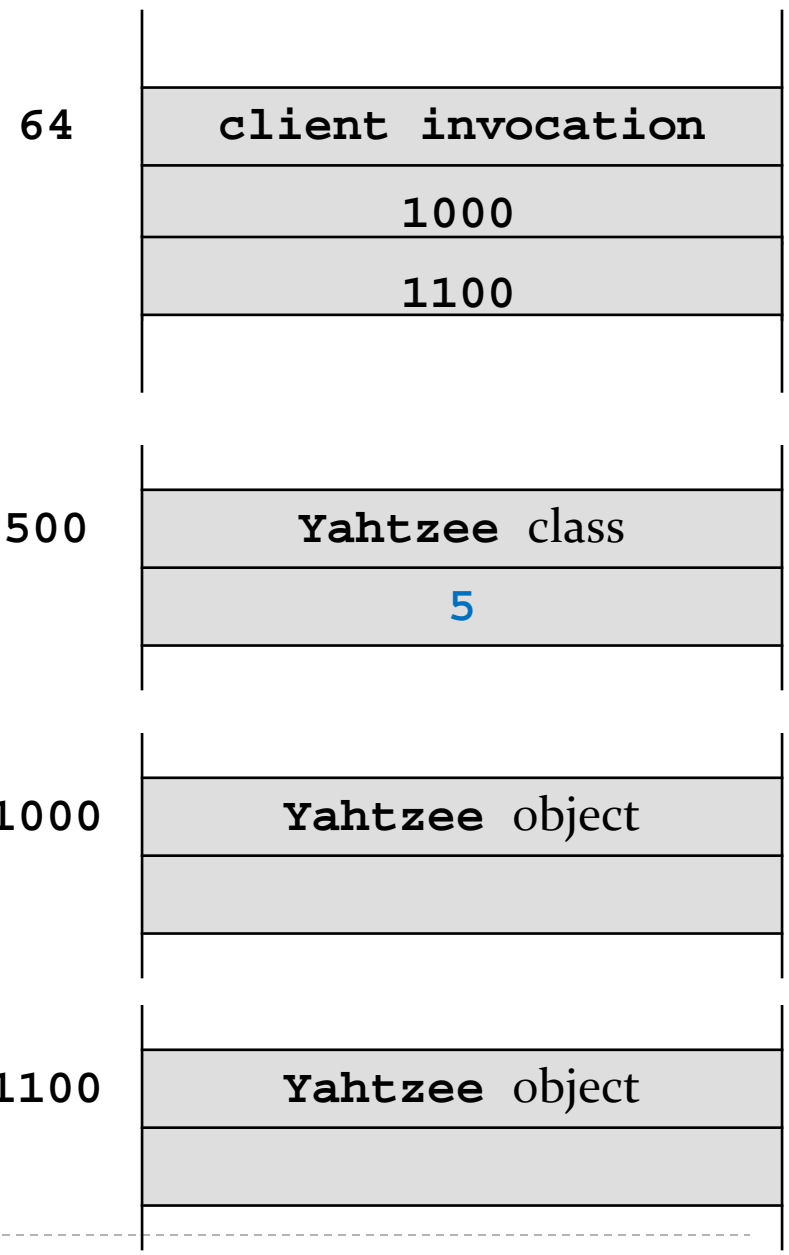 64 client invocation
1000
1100
500 Yahtzee class
5
1000 Yahtzee object
1100 Yahtzee object